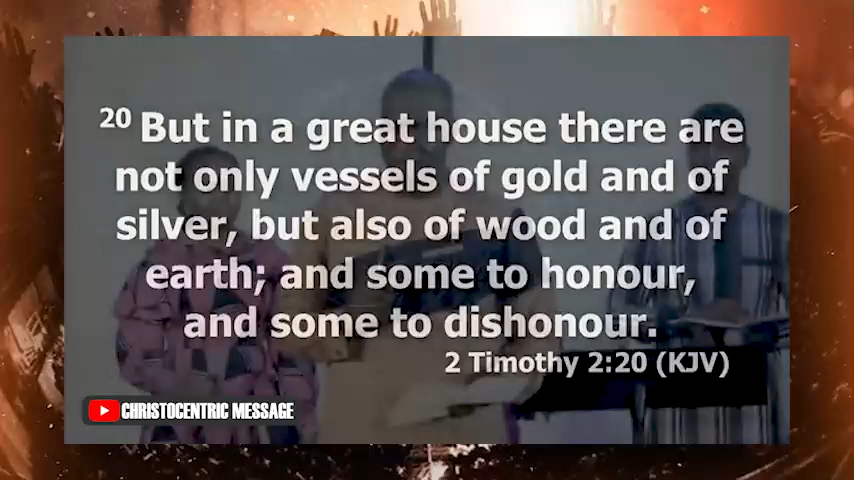 20 But in a great house there are
not only vessels of gold and of
silver, but also of wood and of
earth; and some to honour,
and some to dishonour.
2 Timothy 2:20 (KJV)
CHRISTOCENTRIC MESSAGE